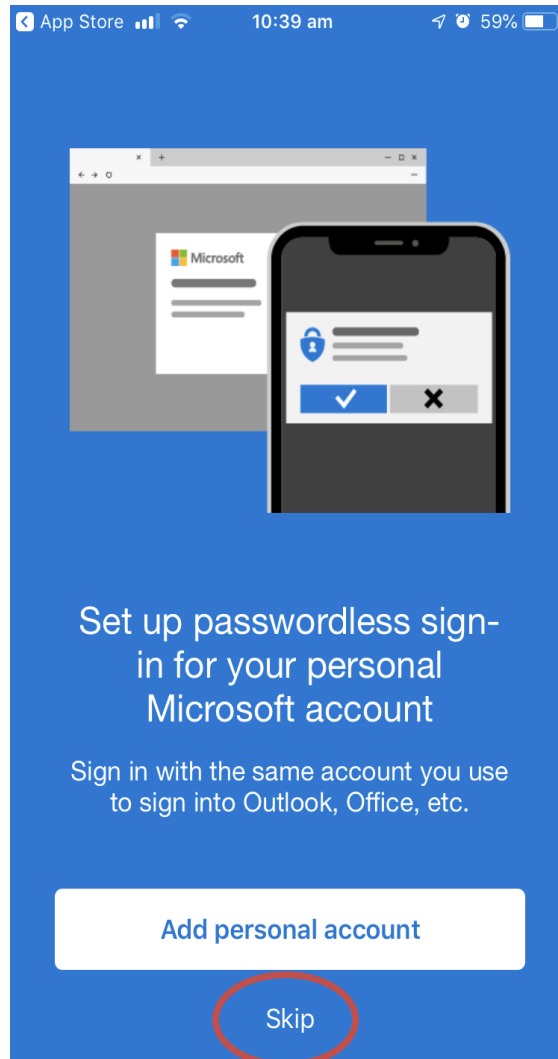 App Store 10:39 am 59%
Microsoft
Set up passwordless sign-
in for your personal
Microsoft account
Sign in with the same account you use
to sign into Outlook, Office, etc.
Add personal account
Skip